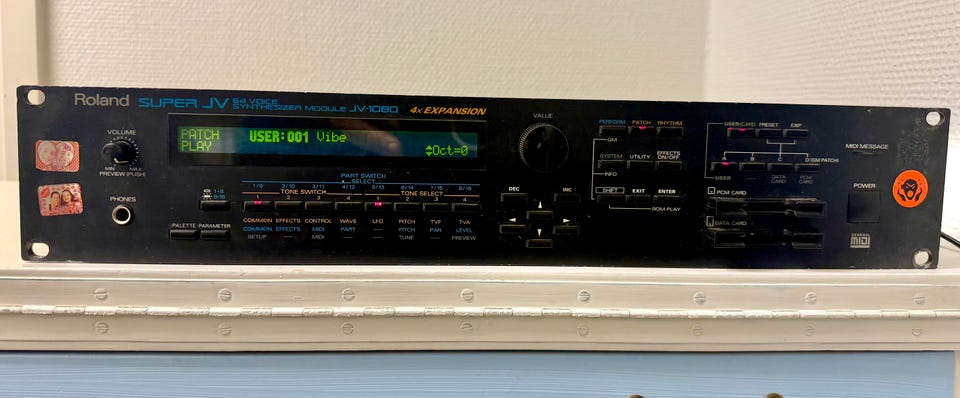 Roland SUPER JV 64 VOICE SYNTHESIZER MODULE JV-1080 4x EXPANSION
VOLUME
MIN MAX
PREVIEW (PUSH)
PHONES
PATCH USER:001 Vibe
PLAY Oct=0
PART SWITCH
SELECT
1/9 2/10 3/11 4/12 5/13 6/14 7/15 8/16
TONE SWITCH TONE SELECT
1-8
9-16
1 2 3 4 1 2 3 4
PALETTE PARAMETER
COMMON EFFECTS CONTROL WAVE LFO PITCH TVF TVA
COMMON EFFECTS MIDI PART PITCH PAN LEVEL
SETUP MIDI TUNE PREVIEW
VALUE
DEC INC
PERFORM PATCH RHYTHM
GM
SYSTEM UTILITY EFFECTS ON/OFF
INFO
SHIFT EXIT ENTER
ROM PLAY
USER/CARD PRESET EXP
A B C D (GM PATCH)
USER DATA CARD PCM CARD
PCM CARD
DATA CARD
MIDI MESSAGE
POWER
GENERAL
MIDI